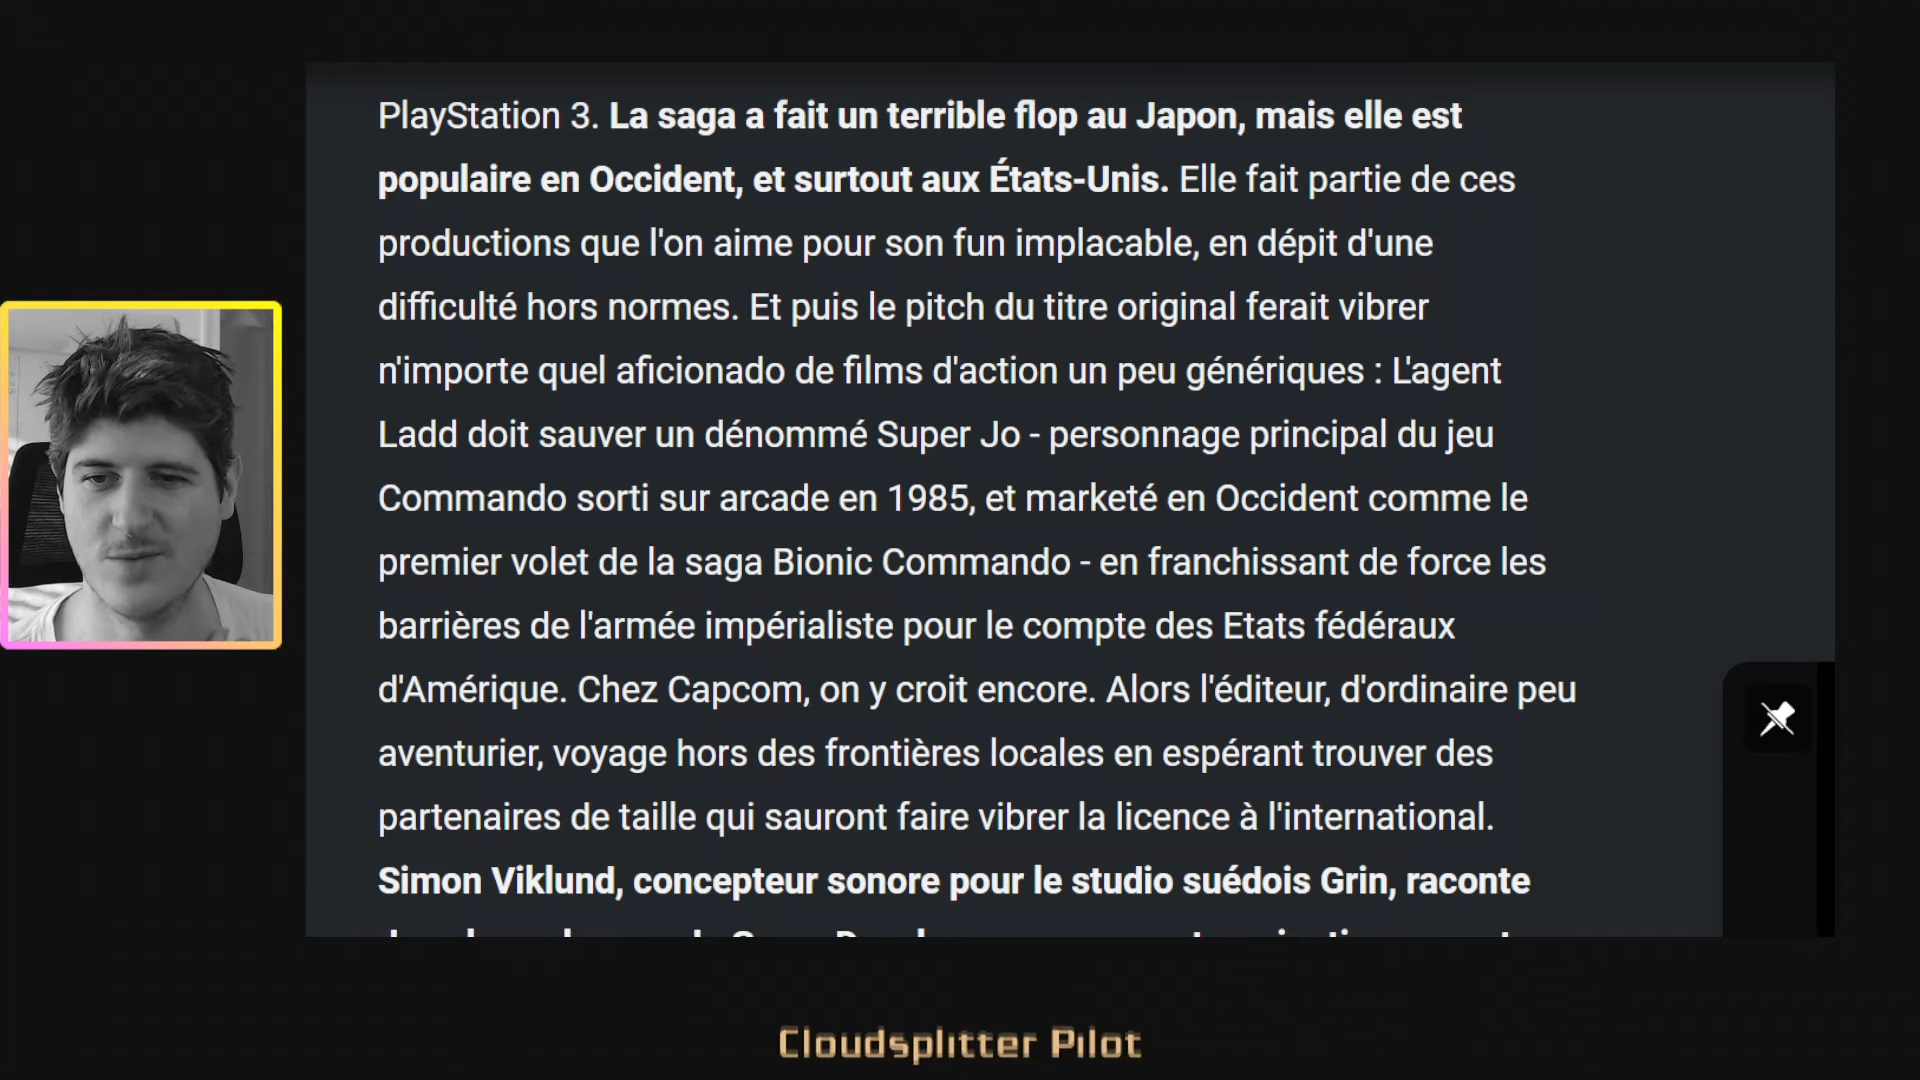 PlayStation 3. La saga a fait un terrible flop au Japon, mais elle est
populaire en Occident, et surtout aux États-Unis. Elle fait partie de ces
productions que l'on aime pour son fun implacable, en dépit d'une
difficulté hors normes. Et puis le pitch du titre original ferait vibrer
n'importe quel aficionado de films d'action un peu génériques : L'agent
Ladd doit sauver un dénommé Super Jo - personnage principal du jeu
Commando sorti sur arcade en 1985, et marketé en Occident comme le
premier volet de la saga Bionic Commando - en franchissant de force les
barrières de l'armée impérialiste pour le compte des Etats fédéraux
d'Amérique. Chez Capcom, on y croit encore. Alors l'éditeur, d'ordinaire peu
aventurier, voyage hors des frontières locales en espérant trouver des
partenaires de taille qui sauront faire vibrer la licence à l'international.
Simon Viklund, concepteur sonore pour le studio suédois Grin, raconte
Cloudsplitter Pilot